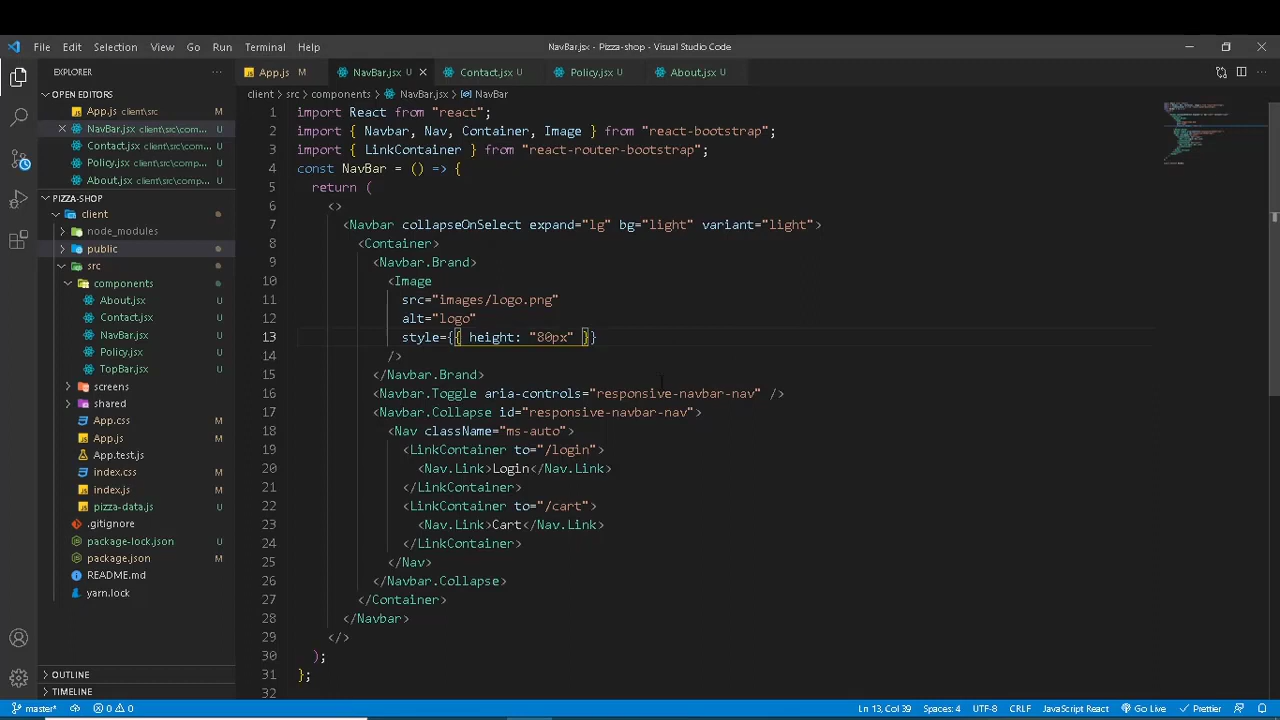 File Edit Selection View Go Run Terminal Help NavBar.jsx - Pizza-shop - Visual Studio Code
EXPLORER ··· App.js M NavBar.jsx U Contact.jsx U Policy.jsx U About.jsx U ···
OPEN EDITORS
client > src > components > NavBar.jsx > NavBar
App.js client\src M
NavBar.jsx client\src\com... U
Contact.jsx client\src\com... U
Policy.jsx client\src\comp... U
About.jsx client\src\comp... U
PIZZA-SHOP
client
node_modules
public
src
components
About.jsx U
Contact.jsx U
NavBar.jsx U
Policy.jsx U
TopBar.jsx U
screens
shared
App.css M
App.js M
App.test.js
index.css M
index.js M
pizza-data.js U
.gitignore
package-lock.json U
package.json M
README.md
yarn.lock
OUTLINE
TIMELINE
1 import React from "react";
2 import { Navbar, Nav, Container, Image } from "react-bootstrap";
3 import { LinkContainer } from "react-router-bootstrap";
4 const NavBar = () => {
5 return (
6 <>
7 <Navbar collapseOnSelect expand="lg" bg="light" variant="light">
8 <Container>
9 <Navbar.Brand>
10 <Image
11 src="images/logo.png"
12 alt="logo"
13 style={{ height: "80px" }}
14 />
15 </Navbar.Brand>
16 <Navbar.Toggle aria-controls="responsive-navbar-nav" />
17 <Navbar.Collapse id="responsive-navbar-nav">
18 <Nav className="ms-auto">
19 <LinkContainer to="/login">
20 <Nav.Link>Login</Nav.Link>
21 </LinkContainer>
22 <LinkContainer to="/cart">
23 <Nav.Link>Cart</Nav.Link>
24 </LinkContainer>
25 </Nav>
26 </Navbar.Collapse>
27 </Container>
28 </Navbar>
29 </>
30 );
31 };
32
master* 0 0 Ln 13, Col 39 Spaces: 4 UTF-8 CRLF JavaScript React Go Live Prettier